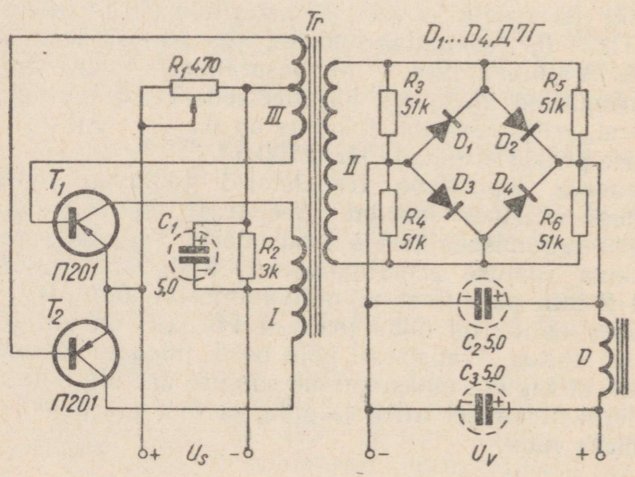 Tr
D₁...D₄ Д7Г
R₁ 470
III
R₃
51k
R₅
51k
D₁
D₂
II
T₁
П201
C₁
+
-
5,0
R₂
3k
I
D₃
D₄
R₄
51k
R₆
51k
T₂
П201
- +
C₂ 5,0
D
C₃ 5,0
- +
+ Uₛ -
- Uᵥ +